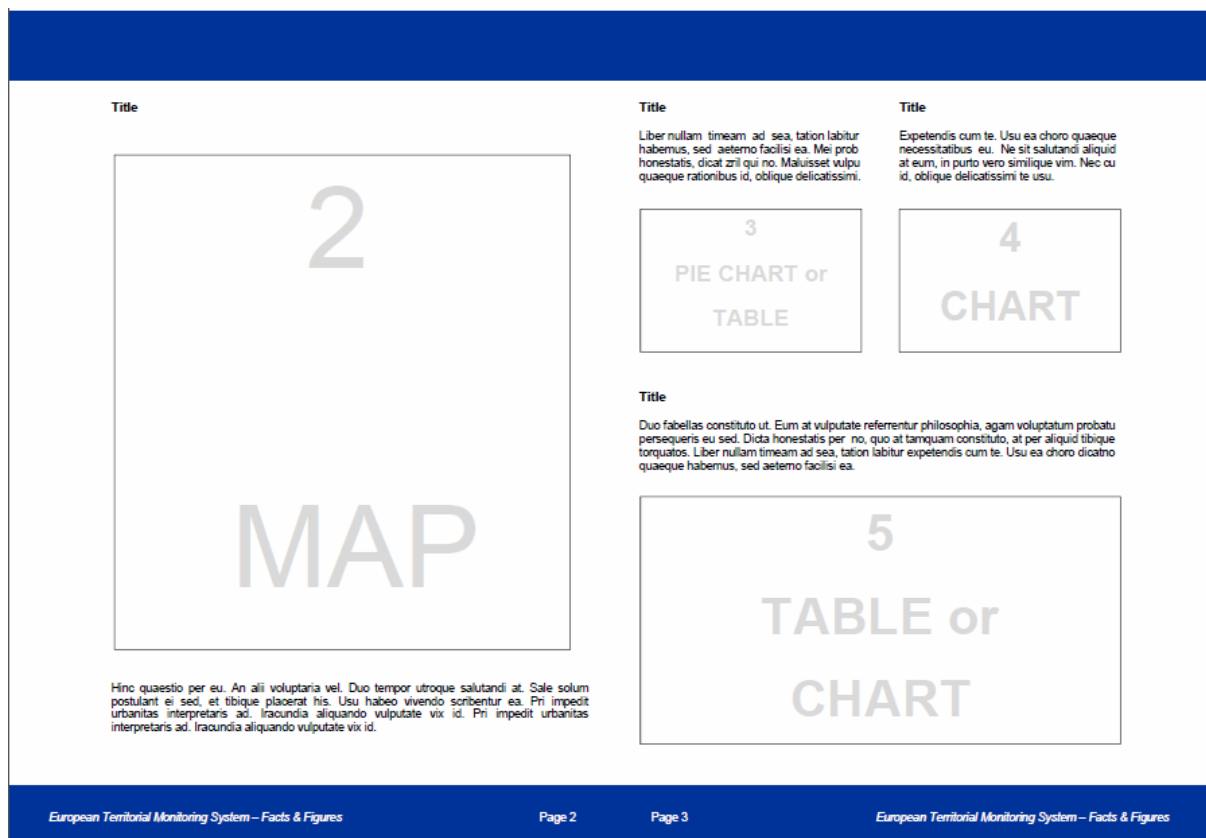 Title
2
MAP
Hinc quaestio per eu. An alii voluptaria vel. Duo tempor utroque salutandi at. Sale solum
postulant ei sed, et tibique placerat his. Usu habeo vivendo scribentur ea. Pri impedit
urbanitas interpretaris ad. Iracundia aliquando vulputate vix id. Pri impedit urbanitas
interpretaris ad. Iracundia aliquando vulputate vix id.
Title
Liber nullam timeam ad sea, tation labitur
habemus, sed aeterno facilisi ea. Mei prob
honestatis, dicat zril qui no. Maluisset vulpu
quaeque rationibus id, oblique delicatissimi.
3
PIE CHART or
TABLE
Title
Expetendis cum te. Usu ea choro quaeque
necessitatibus eu. Ne sit salutandi aliquid
at eum, in purto vero similique vim. Nec cu
id, oblique delicatissimi te usu.
4
CHART
Title
Duo fabellas constituto ut. Eum at vulputate referrentur philosophia, agam voluptatum probatu
persequeris eu sed. Dicta honestatis per no, quo at tamquam constituto, at per aliquid tibique
torquatos. Liber nullam timeam ad sea, tation labitur expetendis cum te. Usu ea choro dicatno
quaeque habemus, sed aeterno facilisi ea.
5
TABLE or
CHART
European Territorial Monitoring System – Facts & Figures
Page 2
Page 3
European Territorial Monitoring System – Facts & Figures